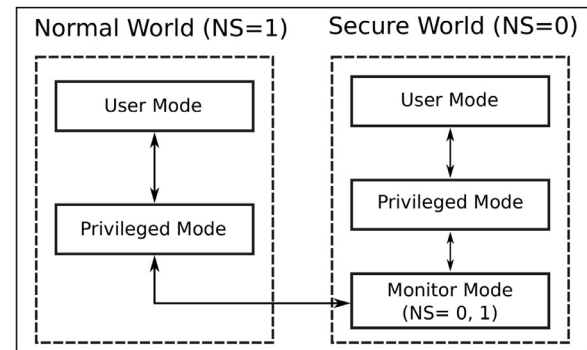 Normal World (NS=1)
User Mode
Privileged Mode
Secure World (NS=0)
User Mode
Privileged Mode
Monitor Mode
(NS= 0, 1)